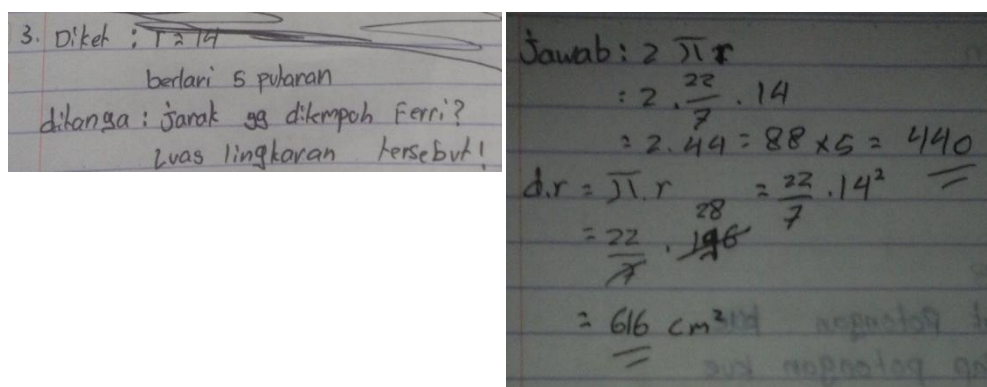 3. Diket : r = 14
berlari 5 putaran
ditanya : jarak yg ditempoh Ferri?
Luas lingkaran tersebut!
Jawab : 2 π r
: 2 . 22/7 . 14
: 2 . 44 = 88 × 5 = 440
d.r = π . r = 22/7 . 14²
= 22/7 . 196 28
= 616 cm²